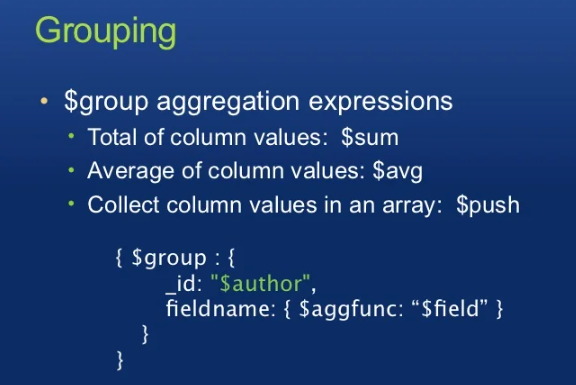 Grouping
• $group aggregation expressions
• Total of column values: $sum
• Average of column values: $avg
• Collect column values in an array: $push
{ $group : {
_id: "$author",
fieldname: { $aggfunc: “$field” }
}
}